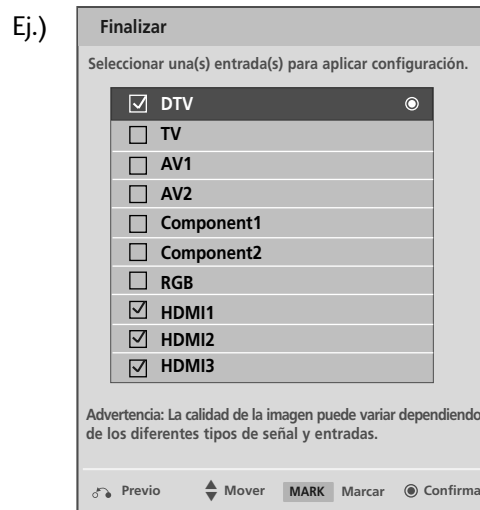 Ej.)
Finalizar
Seleccionar una(s) entrada(s) para aplicar configuración.
DTV
TV
AV1
AV2
Component1
Component2
RGB
HDMI1
HDMI2
HDMI3
Advertencia: La calidad de la imagen puede variar dependiendo
de los diferentes tipos de señal y entradas.
Previo Mover MARK Marcar Confirma